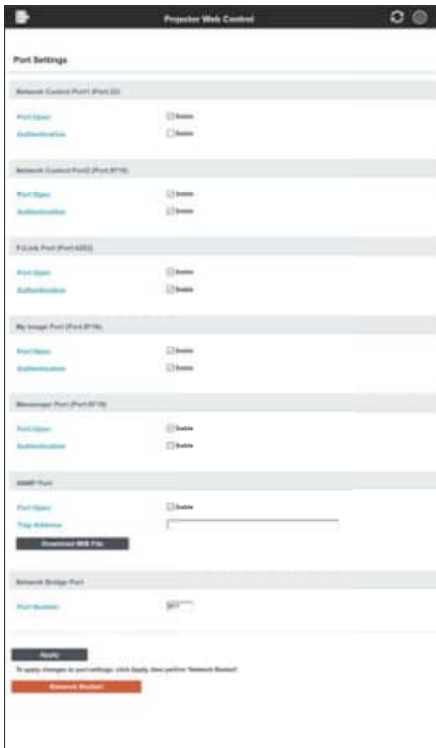 Projector Web Control
Port Settings
Network Control Port1 (Port:23)
Port Open Enable
Authentication Enable
Network Control Port2 (Port:9715)
Port Open Enable
Authentication Enable
PJLink Port (Port:4352)
Port Open Enable
Authentication Enable
My Image Port (Port:9716)
Port Open Enable
Authentication Enable
Messenger Port (Port:9719)
Port Open Enable
Authentication Enable
SNMP Port
Port Open Enable
Trap Address
Download MIB File
Network Bridge Port
Port Number
Apply
To apply changes to port settings, click Apply, then perform 'Network Restart'.
Network Restart